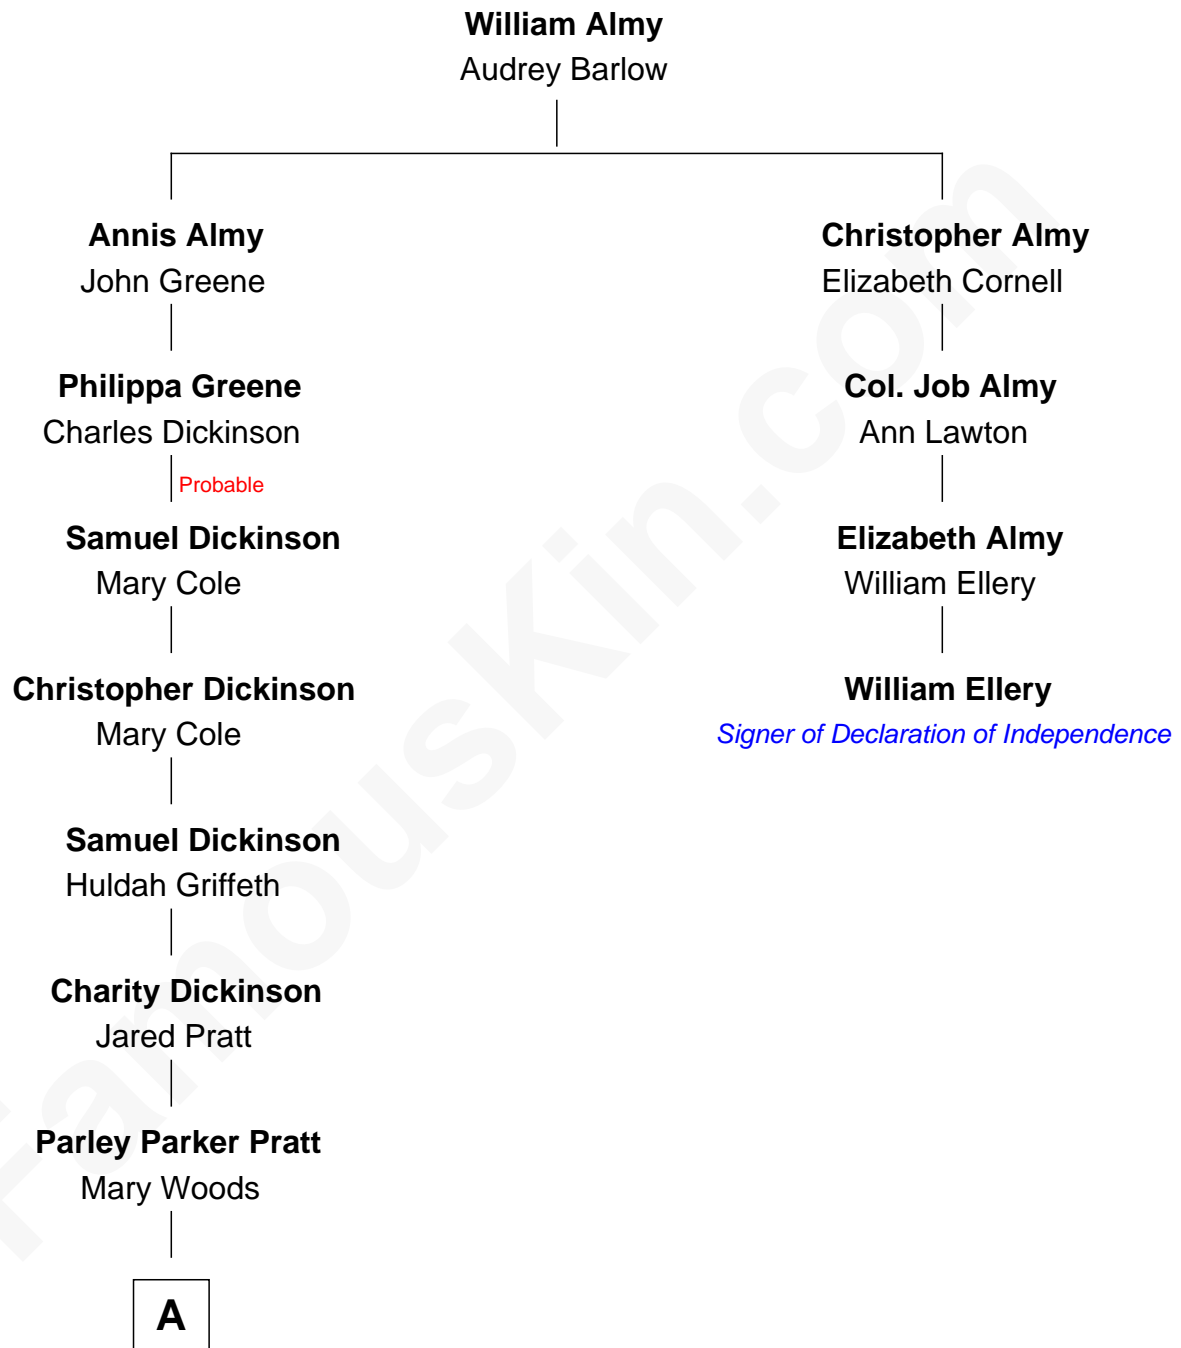 William Almy
Audrey Barlow
Annis Almy
John Greene
Christopher Almy
Elizabeth Cornell
Philippa Greene
Charles Dickinson
Col. Job Almy
Ann Lawton
Probable
Samuel Dickinson
Mary Cole
Elizabeth Almy
William Ellery
Christopher Dickinson
Mary Cole
William Ellery
Signer of Declaration of Independence
Samuel Dickinson
Huldah Griffeth
Charity Dickinson
Jared Pratt
Parley Parker Pratt
Mary Woods
A
FamousKin.com